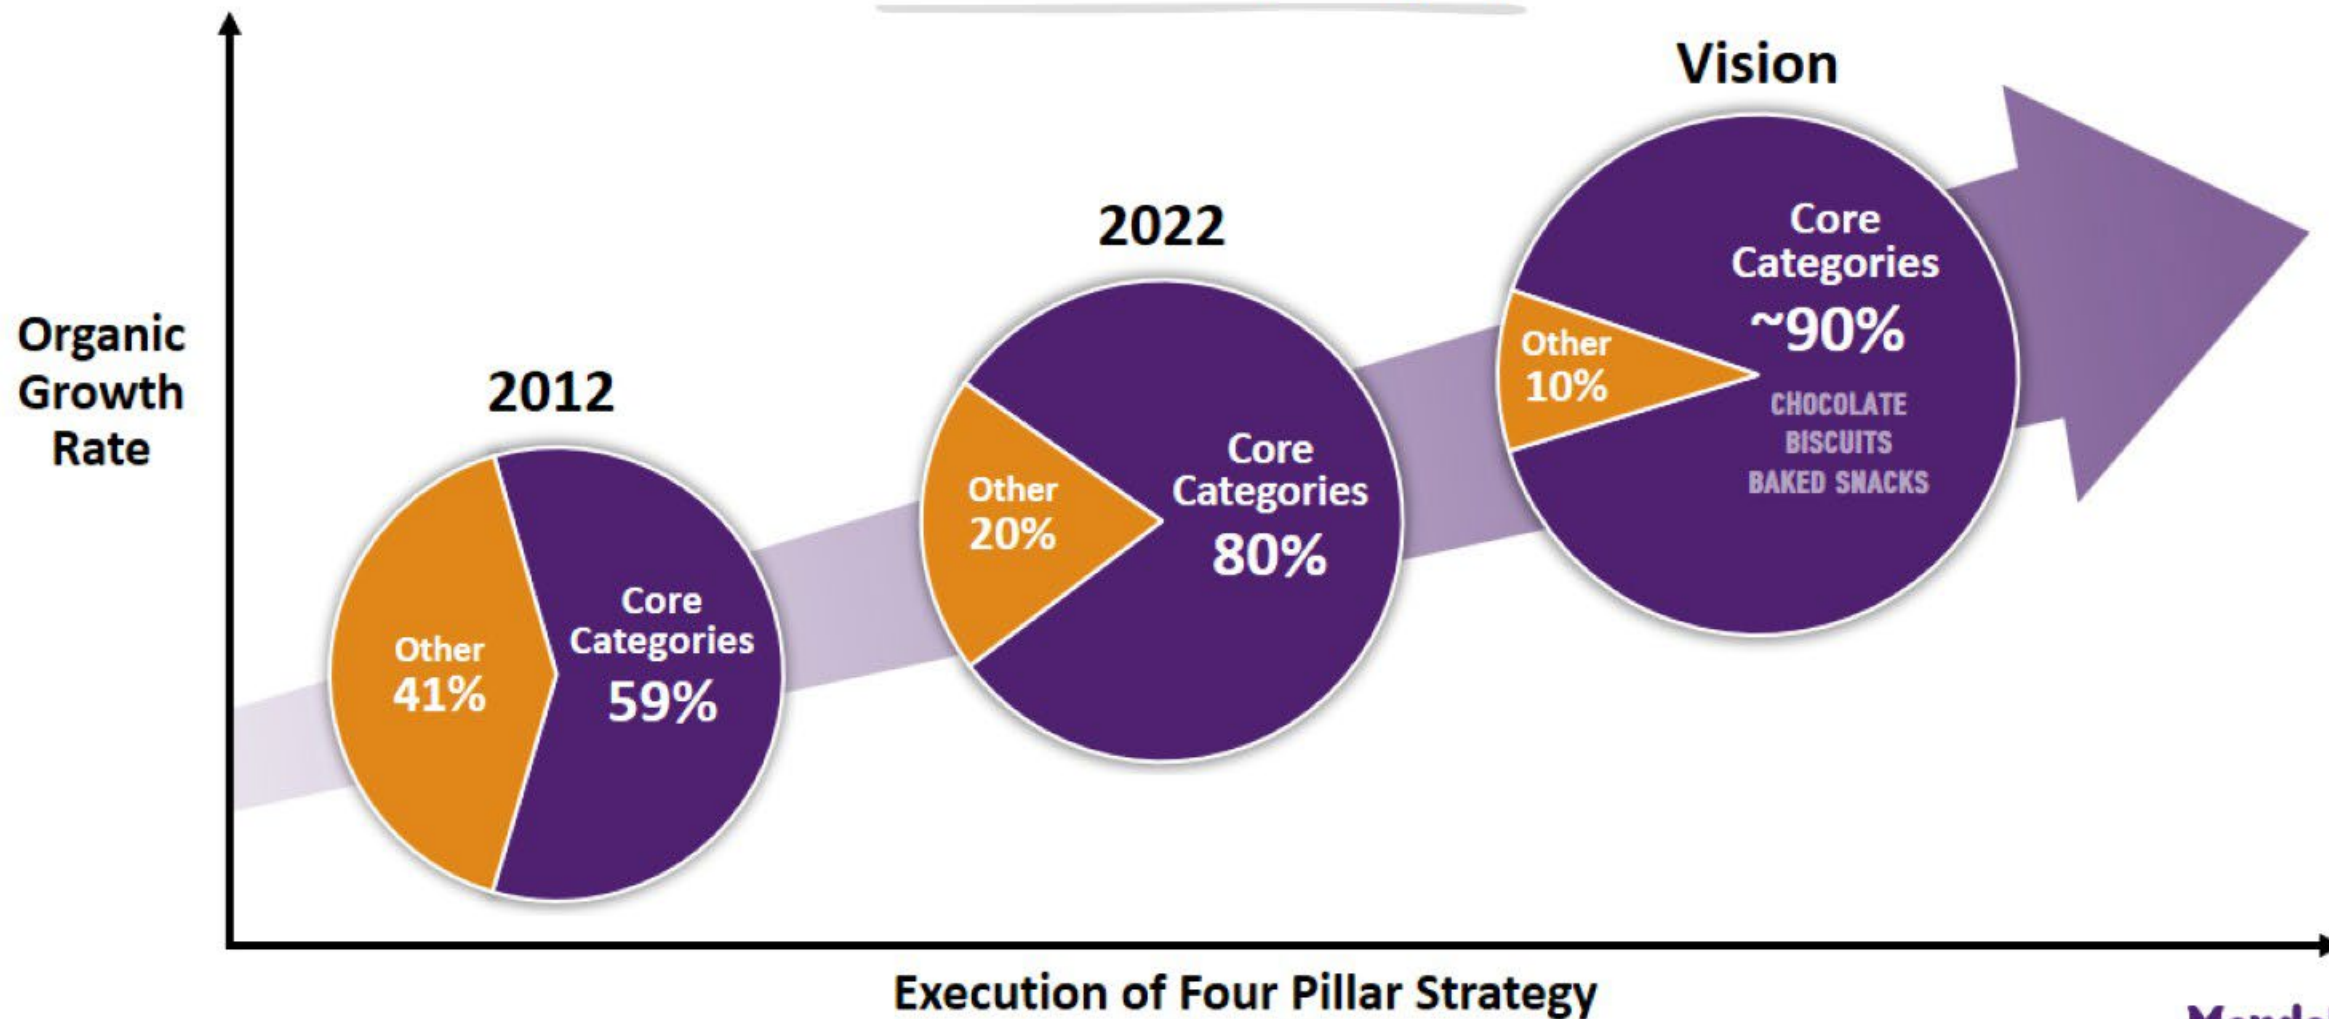 Vision
2022
2012
Organic
Growth
Rate
Other
41%
Core
Categories
59%
Other
20%
Core
Categories
80%
Other
10%
Core
Categories
~90%
CHOCOLATE
BISCUITS
BAKED SNACKS
Execution of Four Pillar Strategy